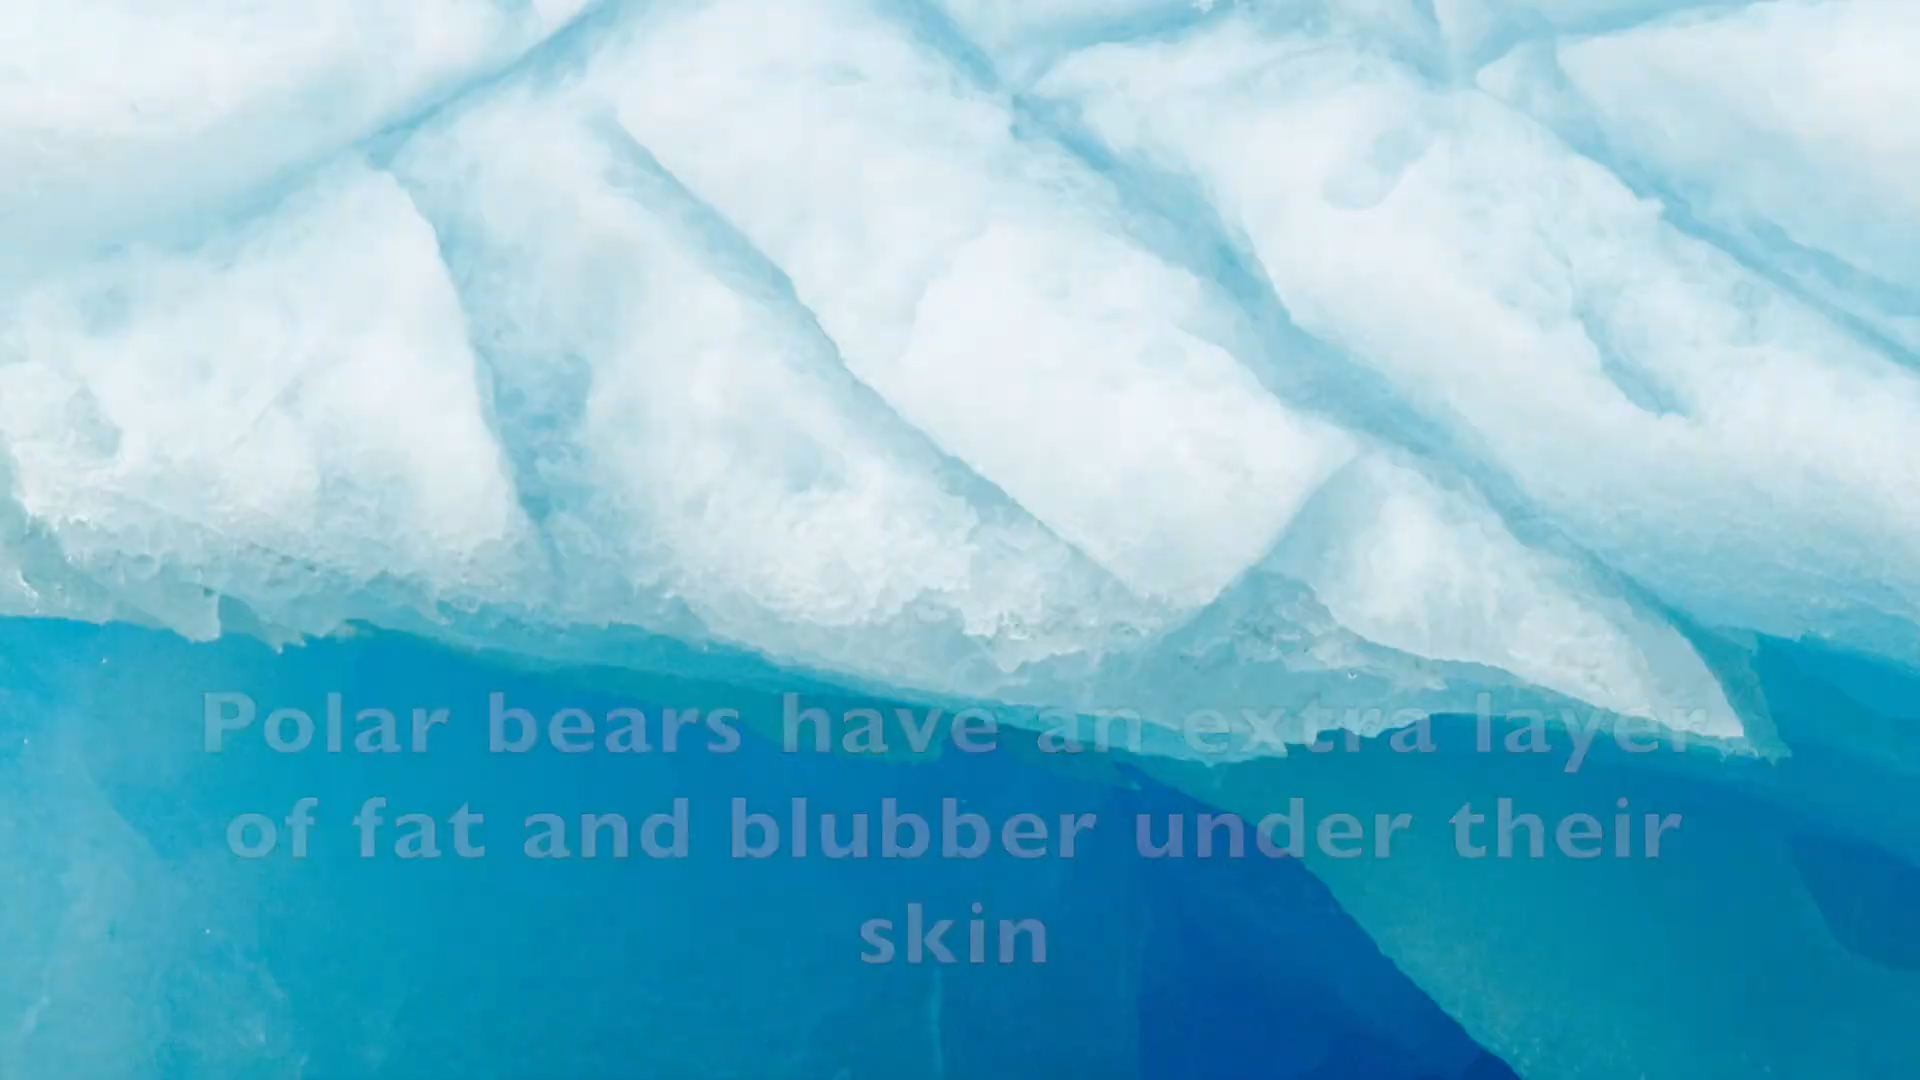 Polar bears have an extra layer
of fat and blubber under their
skin